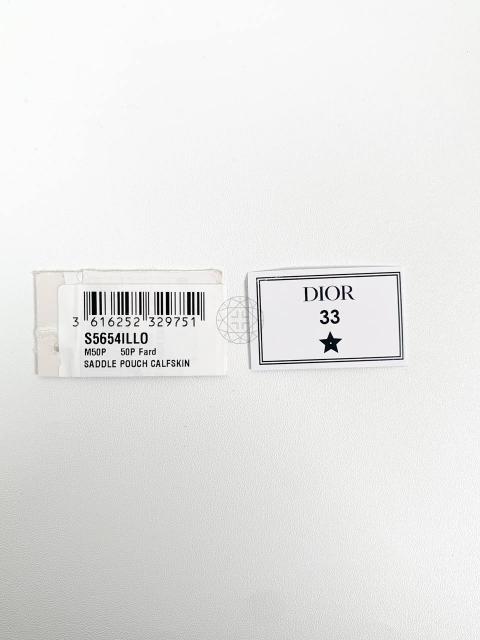 3 616252 329751
S5654ILLO
M50P 50P Fard
SADDLE POUCH CALFSKIN
DIOR
33